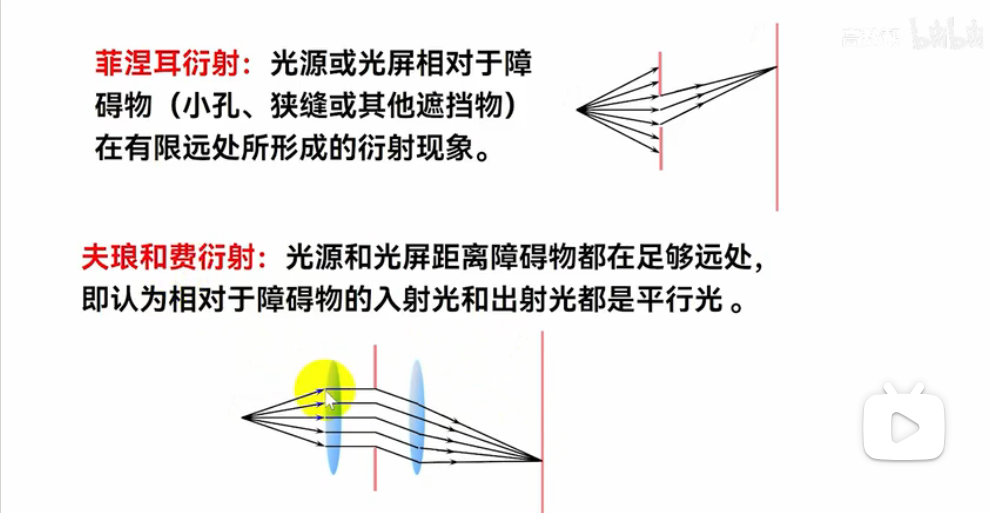 菲涅耳衍射：光源或光屏相对于障
碍物（小孔、狭缝或其他遮挡物）
在有限远处所形成的衍射现象。
夫琅和费衍射：光源和光屏距离障碍物都在足够远处，
即认为相对于障碍物的入射光和出射光都是平行光 。
bilibili